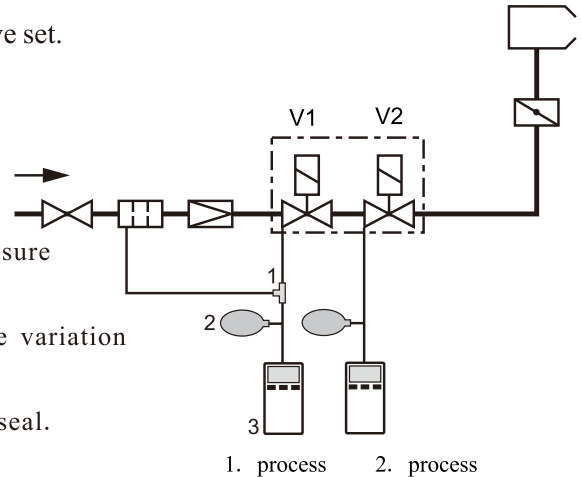 ve set.
V1 V2
sure
1
2
e variation
seal.
3
1. process 2. process